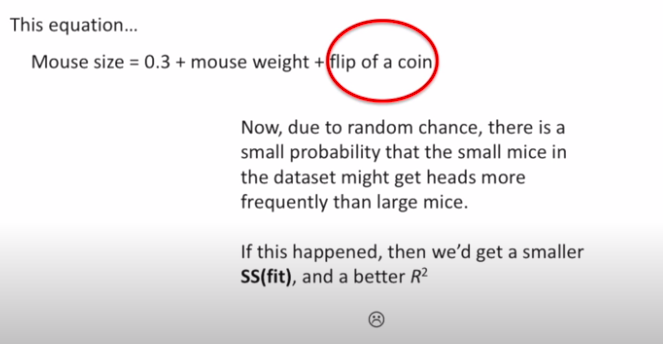 This equation...
Mouse size = 0.3 + mouse weight + flip of a coin
Now, due to random chance, there is a
small probability that the small mice in
the dataset might get heads more
frequently than large mice.
If this happened, then we’d get a smaller
SS(fit), and a better R²
☹